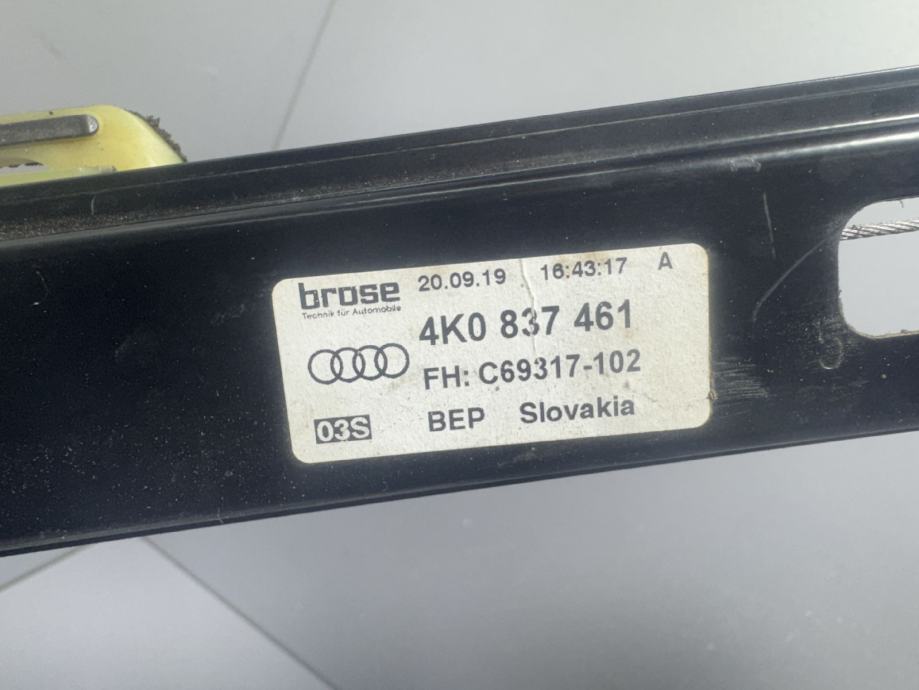 brose 20.09.19 16:43:17 A
Technik für Automobile
4K0 837 461
FH: C69317-102
03S BEP Slovakia